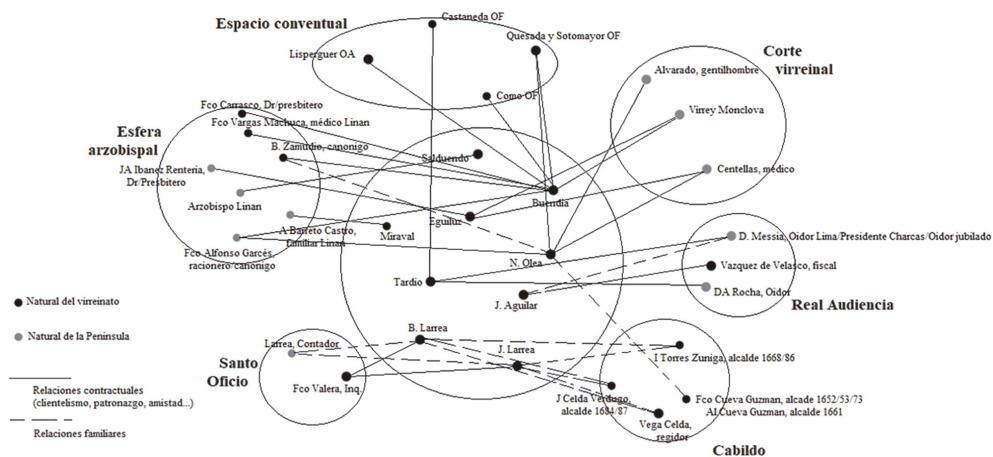 Castaneda OF
Espacio conventual
Quesada y Sotomayor OF
Lisperguer OA
Corte
virreinal
Alvarado, gentilhombre
Como OF
Fco Carrasco, Dr/presbitero
Virrey Monclova
Fco Vargas Machuca, médico Linan
Esfera
arzobispal
B. Zamudio, canonigo
Salduendo
JA Ibanez Renteria,
Dr/Presbitero
Centellas, médico
Arzobispo Linan
Buendia
Eguiluz
A Barreto Castro,
familiar Linan
Miraval
Fco Alfonso Garcés,
racionero/canonigo
N. Olea
D. Messia, Oidor Lima/Presidente Charcas/Oidor jubilado
Vazquez de Velasco, fiscal
Tardio
DA Rocha, Oidor
J. Aguilar
Real Audiencia
Natural del virreinato
Natural de la Peninsula
B. Larrea
Larrea, Contador
J. Larrea
Santo
Oficio
I Torres Zuniga, alcalde 1668/86
Fco Valera, Inq.
Relaciones contractuales
(clientelismo, patronazgo, amistad...)
J Celda Verdugo,
alcalde 1684/87
Fco Cueva Guzman, alcade 1652/53/73
Al Cueva Guzman, alcalde 1661
Vega Celda,
regidor
Relaciones familiares
Cabildo